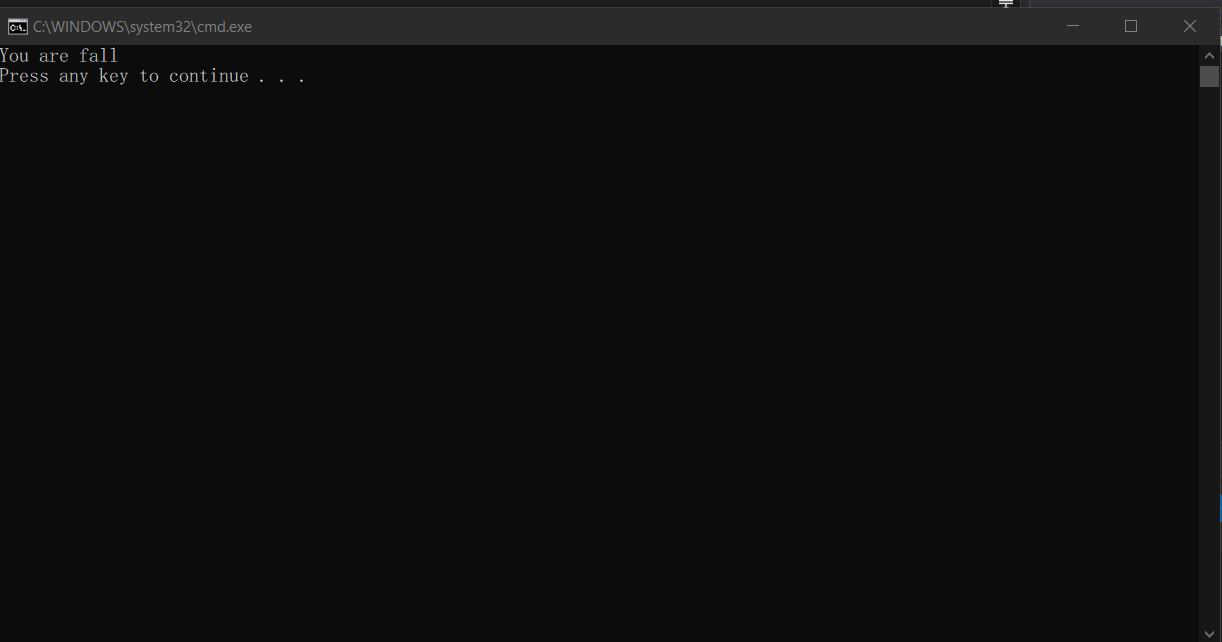 C:\WINDOWS\system32\cmd.exe
You are fall
Press any key to continue . . .